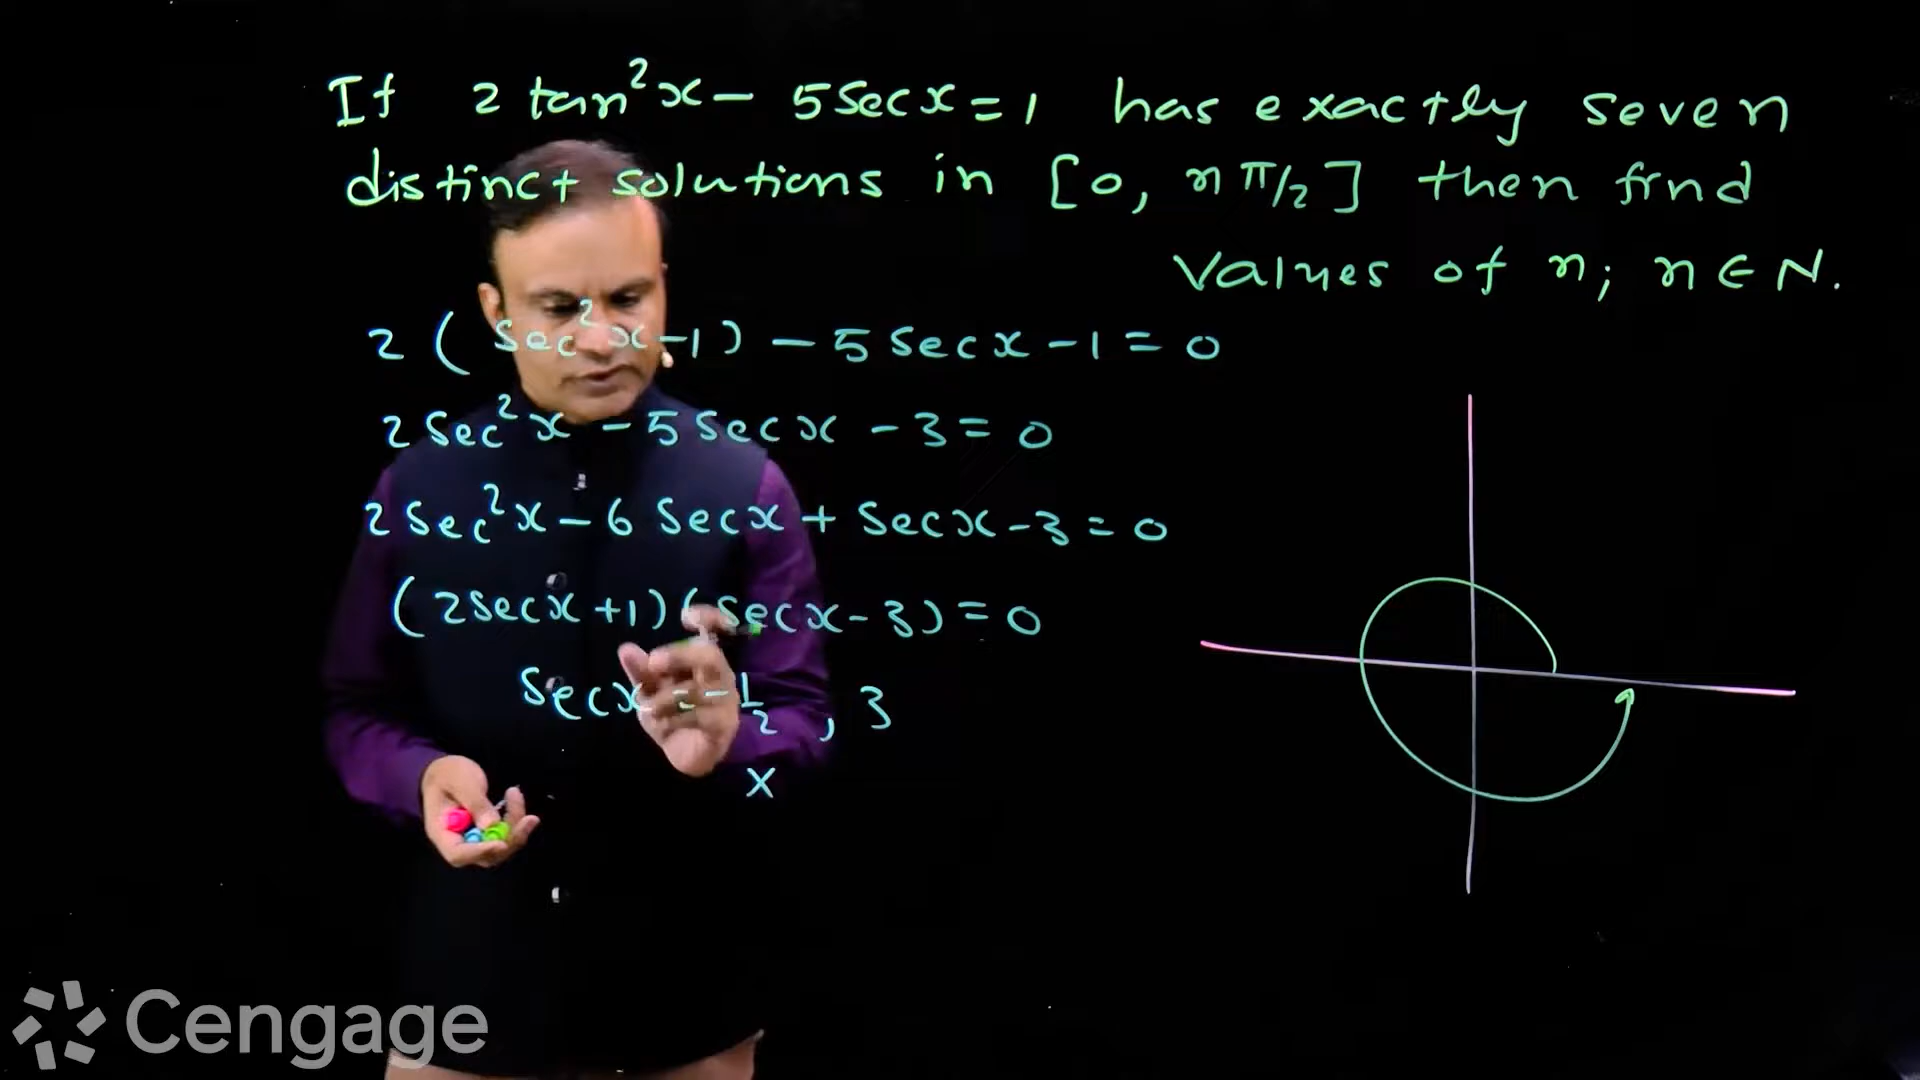 If 2 tan²x - 5 sec x = 1 has exactly seven
distinct solutions in [0, nπ/2] then find
values of n; n ∈ N.
2 ( sec²x - 1 ) - 5 sec x - 1 = 0
2 sec²x - 5 sec x - 3 = 0
2 sec²x - 6 sec x + sec x - 3 = 0
(2 sec x + 1) (sec x - 3) = 0
sec x = -1/2 , 3
x
Cengage